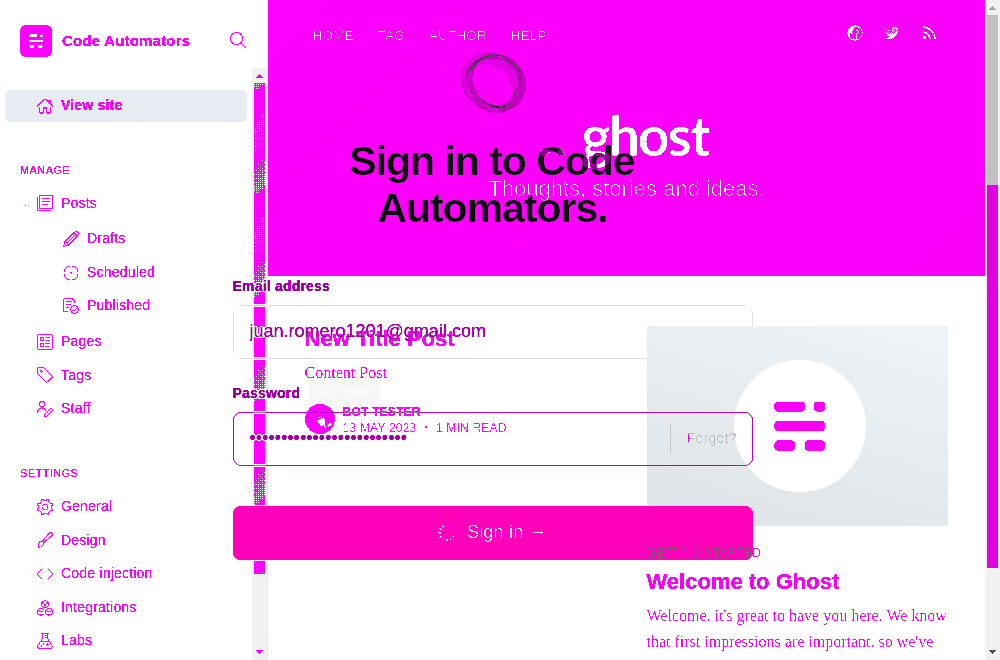 Code Automators
View site
MANAGE
Posts
Drafts
Scheduled
Published
Pages
Tags
Staff
SETTINGS
General
Design
Code injection
Integrations
Labs
HOME TAG AUTHOR HELP
ghost
Thoughts, stories and ideas.
Sign in to Code
Automators.
Email address
juan.romero1201@gmail.com
New Title Post
Content Post
Password
BOT TESTER
13 MAY 2023 • 1 MIN READ
Forgot?
Sign in →
GETTING STARTED
Welcome to Ghost
Welcome, it's great to have you here. We know
that first impressions are important, so we've